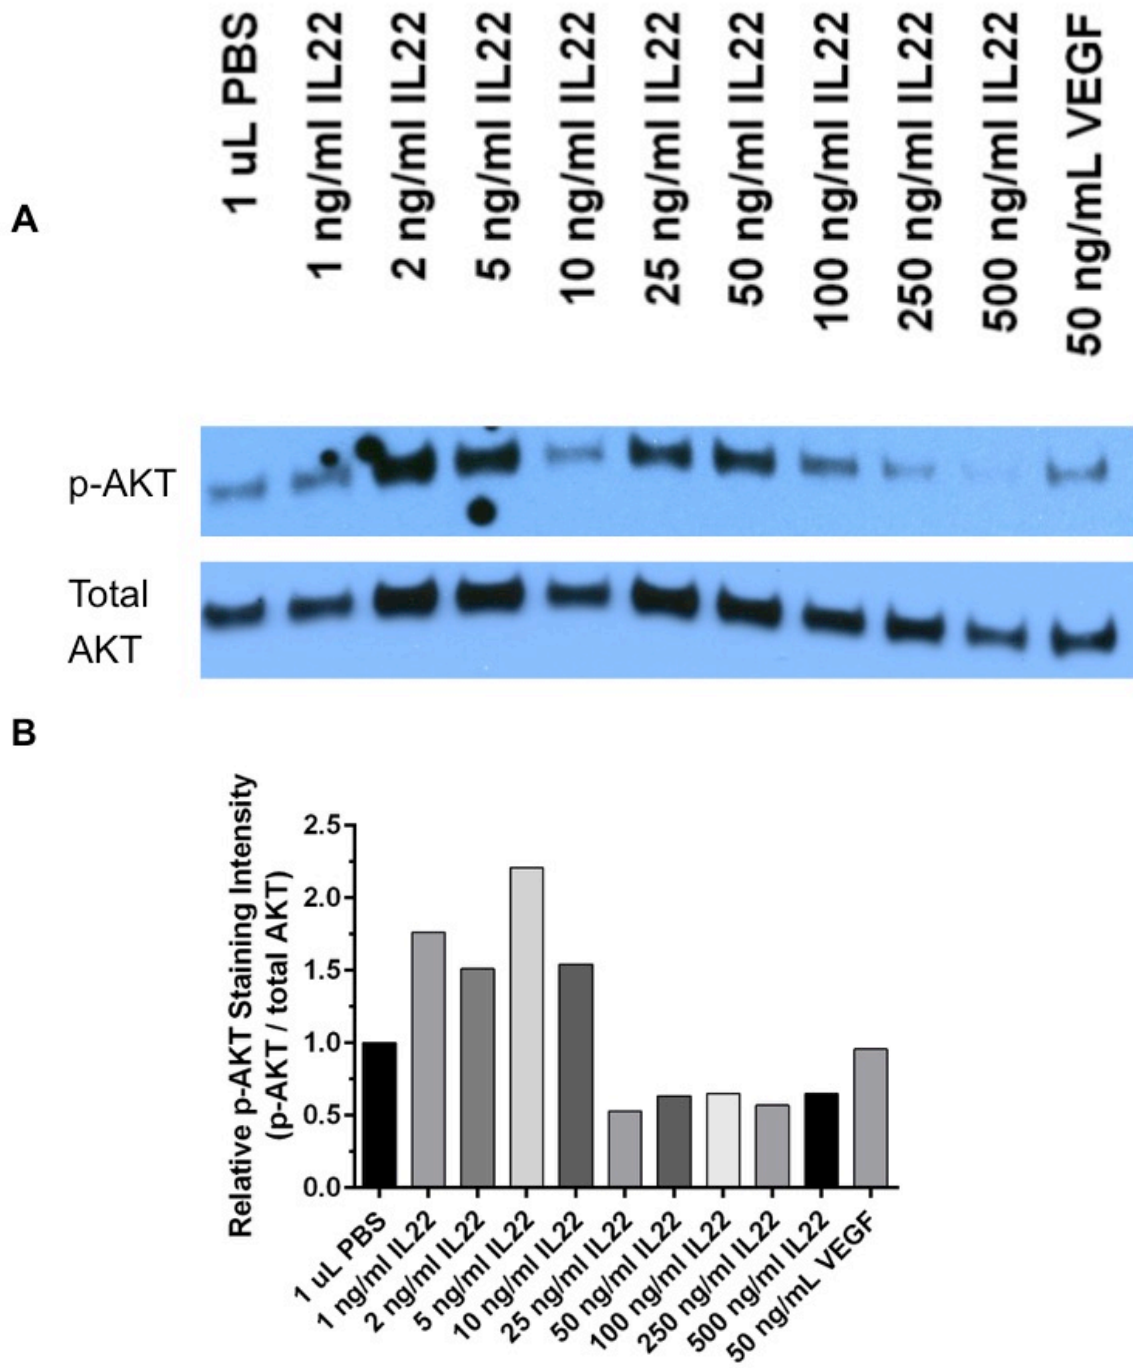 1 uL PBS
1 ng/ml IL22
2 ng/ml IL22
5 ng/ml IL22
10 ng/ml IL22
25 ng/ml IL22
50 ng/ml IL22
100 ng/ml IL22
250 ng/ml IL22
500 ng/ml IL22
50 ng/mL VEGF
A
p-AKT
Total
AKT
B
Relative p-AKT Staining Intensity
(p-AKT / total AKT)
2.5
2.0
1.5
1.0
0.5
0.0
1 uL PBS
1 ng/ml IL22
2 ng/ml IL22
5 ng/ml IL22
10 ng/ml IL22
25 ng/ml IL22
50 ng/ml IL22
100 ng/ml IL22
250 ng/ml IL22
500 ng/ml IL22
50 ng/mL VEGF